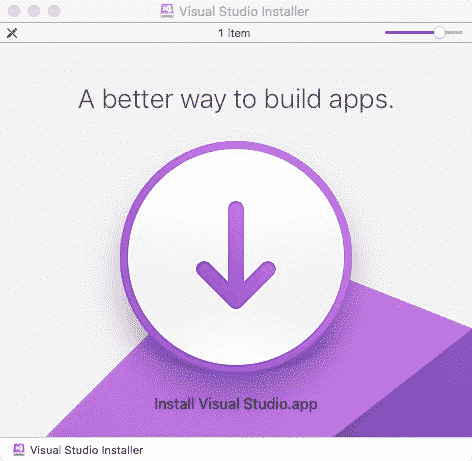 Visual Studio Installer
1 item
A better way to build apps.
Install Visual Studio.app
Visual Studio Installer